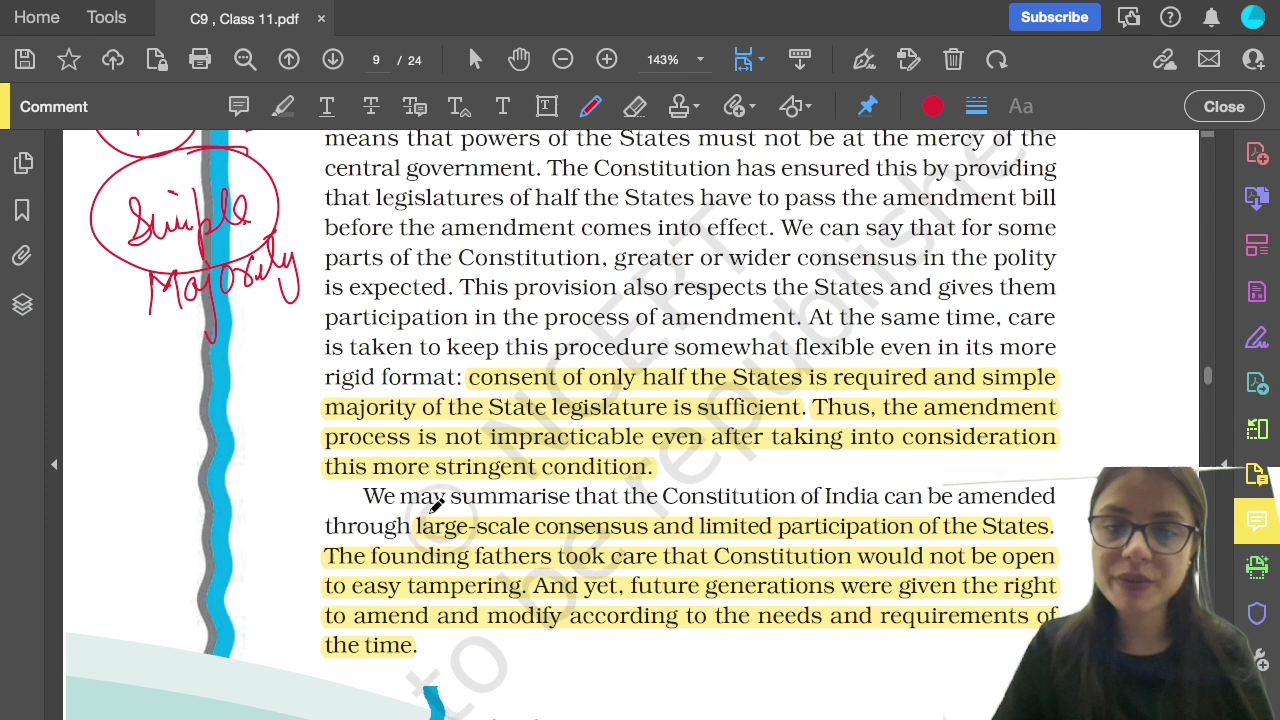 Home Tools C9 , Class 11.pdf × Subscribe
9 / 24 143%
Comment Aa Close
means that powers of the States must not be at the mercy of the
central government. The Constitution has ensured this by providing
that legislatures of half the States have to pass the amendment bill
before the amendment comes into effect. We can say that for some
parts of the Constitution, greater or wider consensus in the polity
is expected. This provision also respects the States and gives them
participation in the process of amendment. At the same time, care
is taken to keep this procedure somewhat flexible even in its more
rigid format: consent of only half the States is required and simple
majority of the State legislature is sufficient. Thus, the amendment
process is not impracticable even after taking into consideration
this more stringent condition.
We may summarise that the Constitution of India can be amended
through large-scale consensus and limited participation of the States.
The founding fathers took care that Constitution would not be open
to easy tampering. And yet, future generations were given the right
to amend and modify according to the needs and requirements of
the time.
Simple
Majority
© NCERT
to be republishe